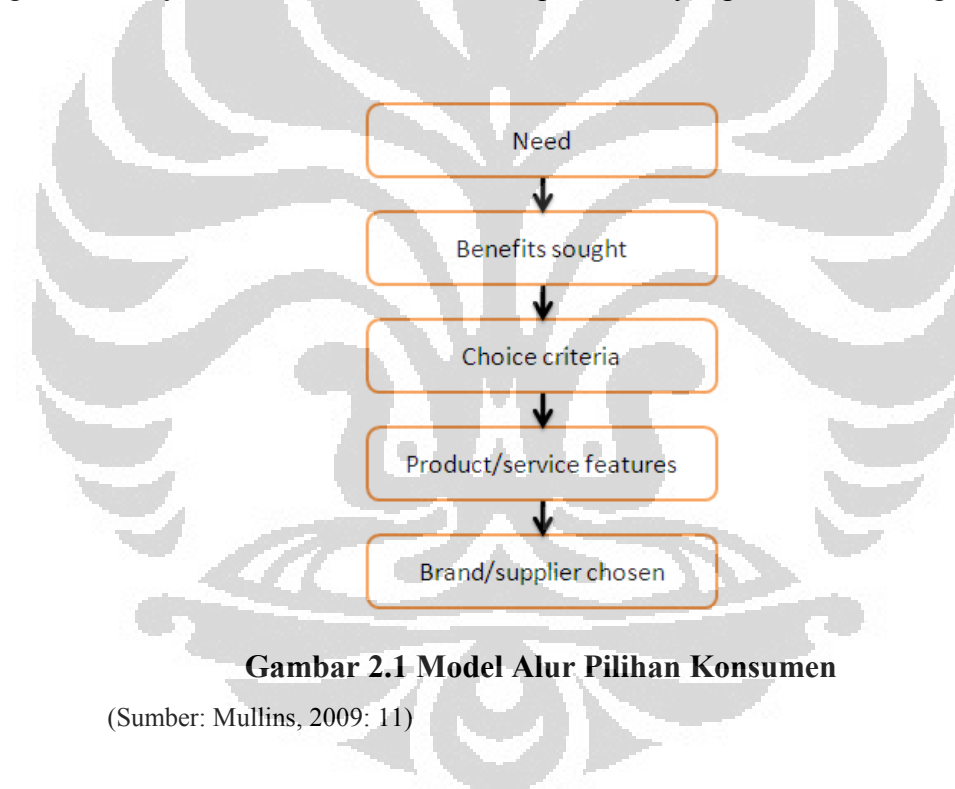 Need
Benefits sought
Choice criteria
Product/service features
Brand/supplier chosen
Gambar 2.1 Model Alur Pilihan Konsumen
(Sumber: Mullins, 2009: 11)